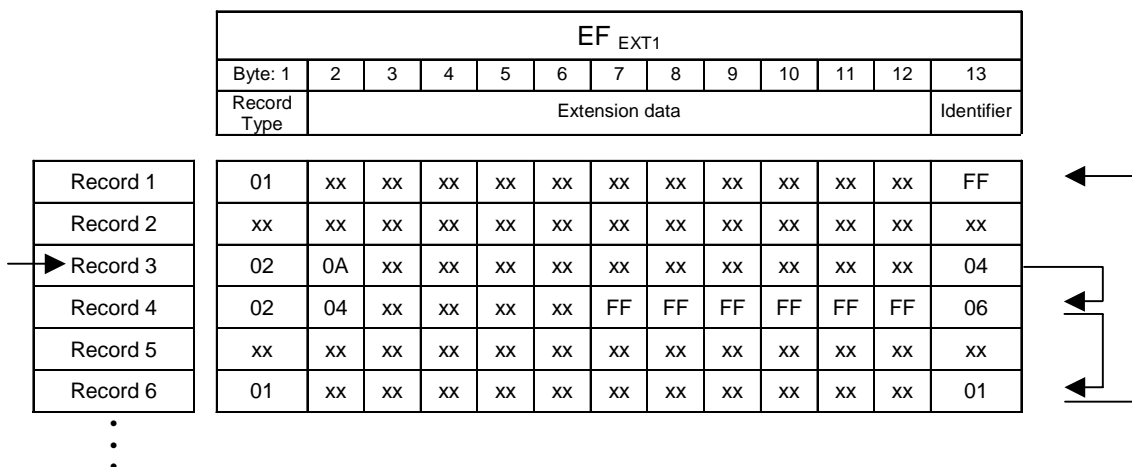 EF EXT1
Byte: 1 2 3 4 5 6 7 8 9 10 11 12 13
Record Type Extension data Identifier
Record 1 01 xx xx xx xx xx xx xx xx xx xx xx FF
Record 2 xx xx xx xx xx xx xx xx xx xx xx xx xx
Record 3 02 0A xx xx xx xx xx xx xx xx xx xx 04
Record 4 02 04 xx xx xx xx FF FF FF FF FF FF 06
Record 5 xx xx xx xx xx xx xx xx xx xx xx xx xx
Record 6 01 xx xx xx xx xx xx xx xx xx xx xx 01